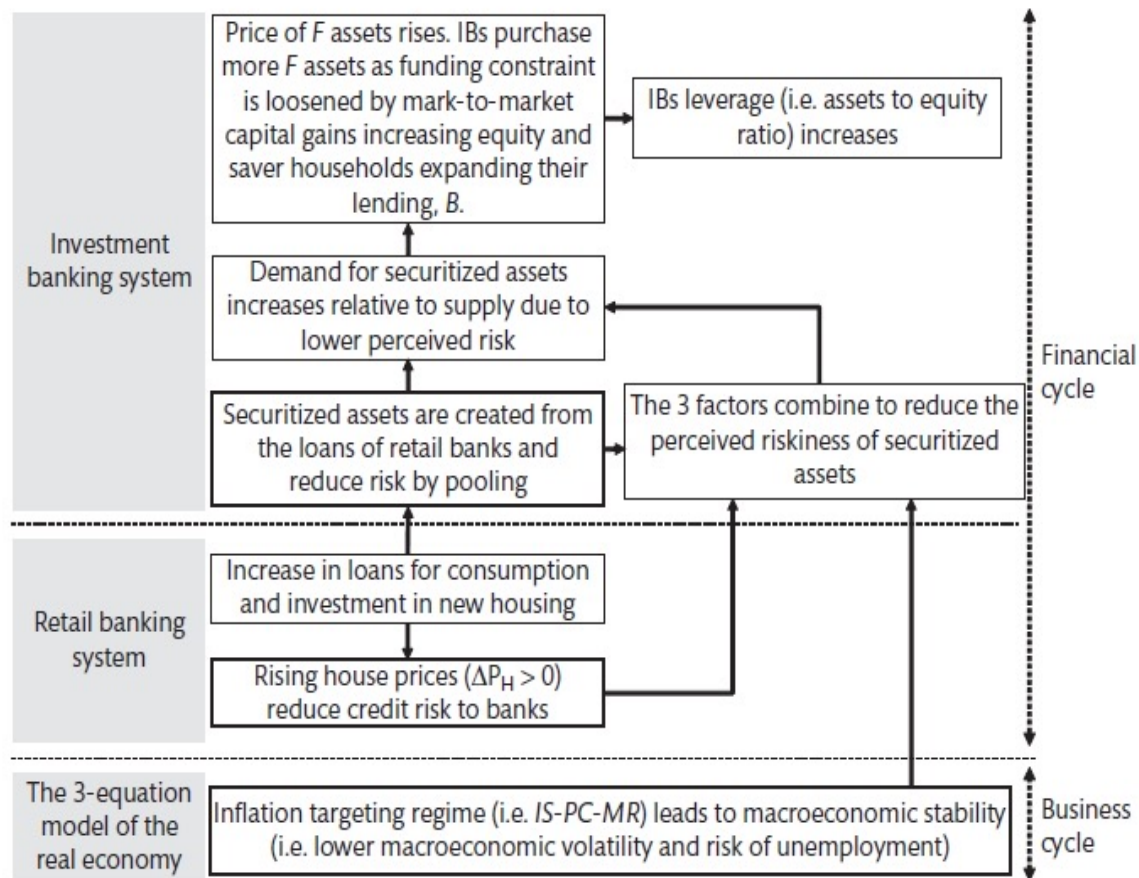 Price of F assets rises. IBs purchase
more F assets as funding constraint
is loosened by mark-to-market
capital gains increasing equity and
saver households expanding their
lending, B.
IBs leverage (i.e. assets to equity
ratio) increases
Investment
banking system
Demand for securitized assets
increases relative to supply due to
lower perceived risk
Securitized assets are created from
the loans of retail banks and
reduce risk by pooling
The 3 factors combine to reduce the
perceived riskiness of securitized
assets
Financial
cycle
Retail banking
system
Increase in loans for consumption
and investment in new housing
Rising house prices (ΔP_H > 0)
reduce credit risk to banks
The 3-equation
model of the
real economy
Inflation targeting regime (i.e. IS-PC-MR) leads to macroeconomic stability
(i.e. lower macroeconomic volatility and risk of unemployment)
Business
cycle